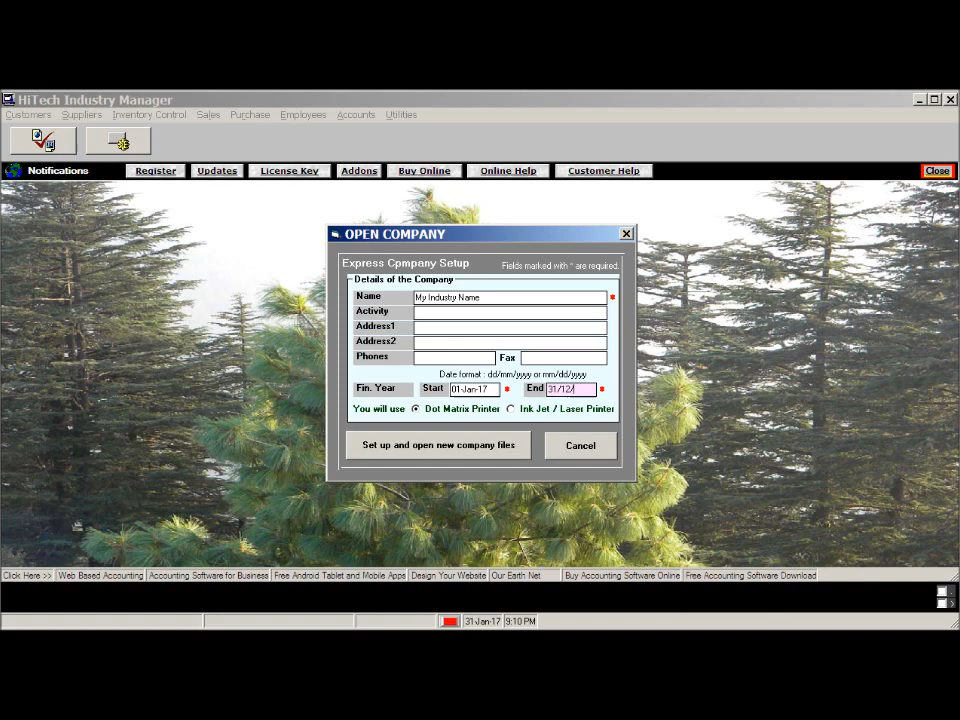 HiTech Industry Manager
Customers Suppliers Inventory Control Sales Purchase Employees Accounts Utilities
Notifications Register Updates License Key Addons Buy Online Online Help Customer Help Close
OPEN COMPANY
Express Cpmpany Setup Fields marked with * are required.
Details of the Company
Name My Industry Name *
Activity
Address1
Address2
Phones Fax
Date format : dd/mm/yyyy or mm/dd/yyyy
Fin. Year Start 01-Jan-17 * End 31/12/ *
You will use Dot Matrix Printer Ink Jet / Laser Printer
Set up and open new company files Cancel
Click Here >> Web Based Accounting Accounting Software for Business Free Android Tablet and Mobile Apps Design Your Website Our Earth Net Buy Accounting Software Online Free Accounting Software Download
31-Jan-17 9:10 PM